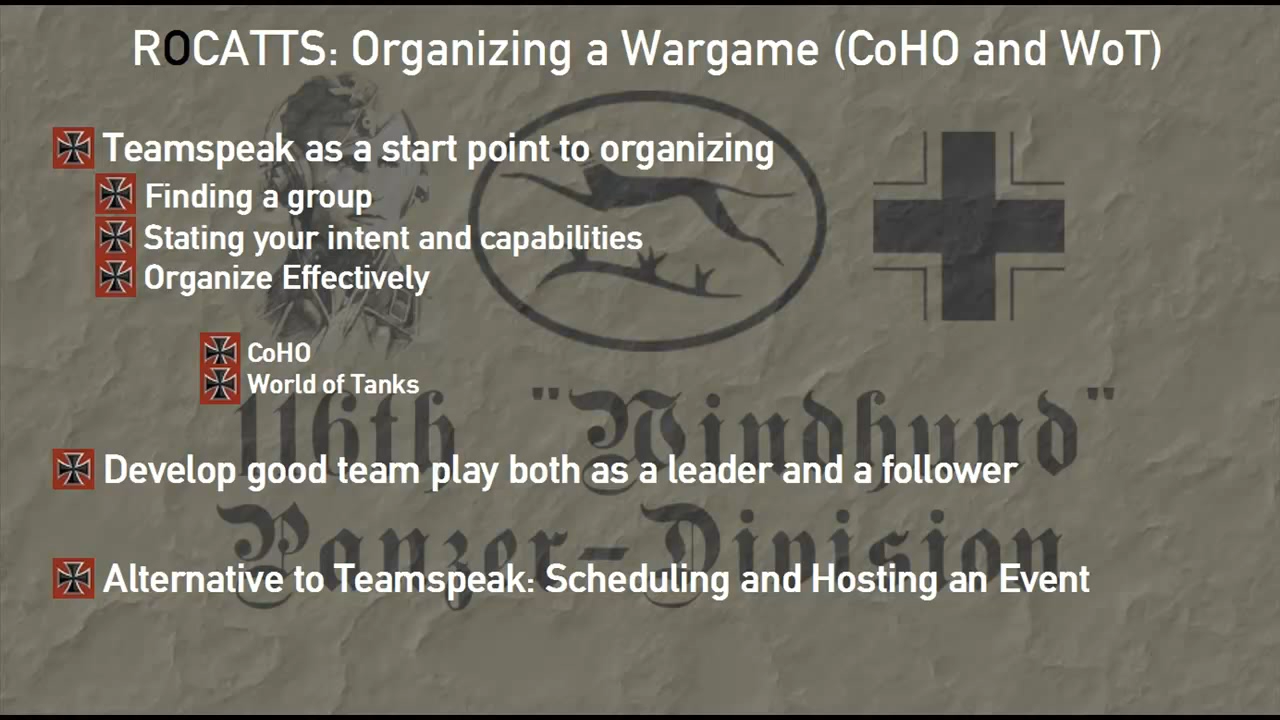 ROCATTS: Organizing a Wargame (CoHO and WoT)
Teamspeak as a start point to organizing
Finding a group
Stating your intent and capabilities
Organize Effectively
CoHO
World of Tanks
116th "Windhund"
Develop good team play both as a leader and a follower
Panzer-Division
Alternative to Teamspeak: Scheduling and Hosting an Event